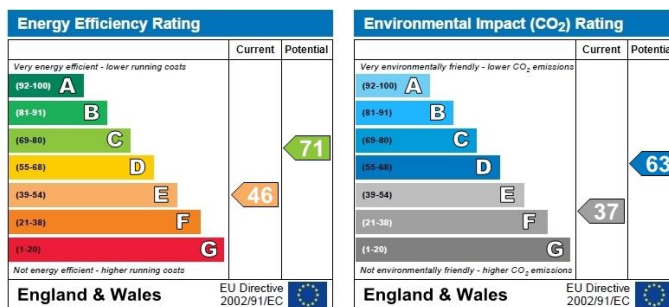 Energy Efficiency Rating
Current Potential
Very energy efficient - lower running costs
(92-100) A
(81-91) B
(69-80) C
(55-68) D
(39-54) E
(21-38) F
(1-20) G
71
46
Not energy efficient - higher running costs
England & Wales
EU Directive
2002/91/EC
Environmental Impact (CO₂) Rating
Current Potential
Very environmentally friendly - lower CO₂ emissions
(92-100) A
(81-91) B
(69-80) C
(55-68) D
(39-54) E
(21-38) F
(1-20) G
63
37
Not environmentally friendly - higher CO₂ emissions
England & Wales
EU Directive
2002/91/EC